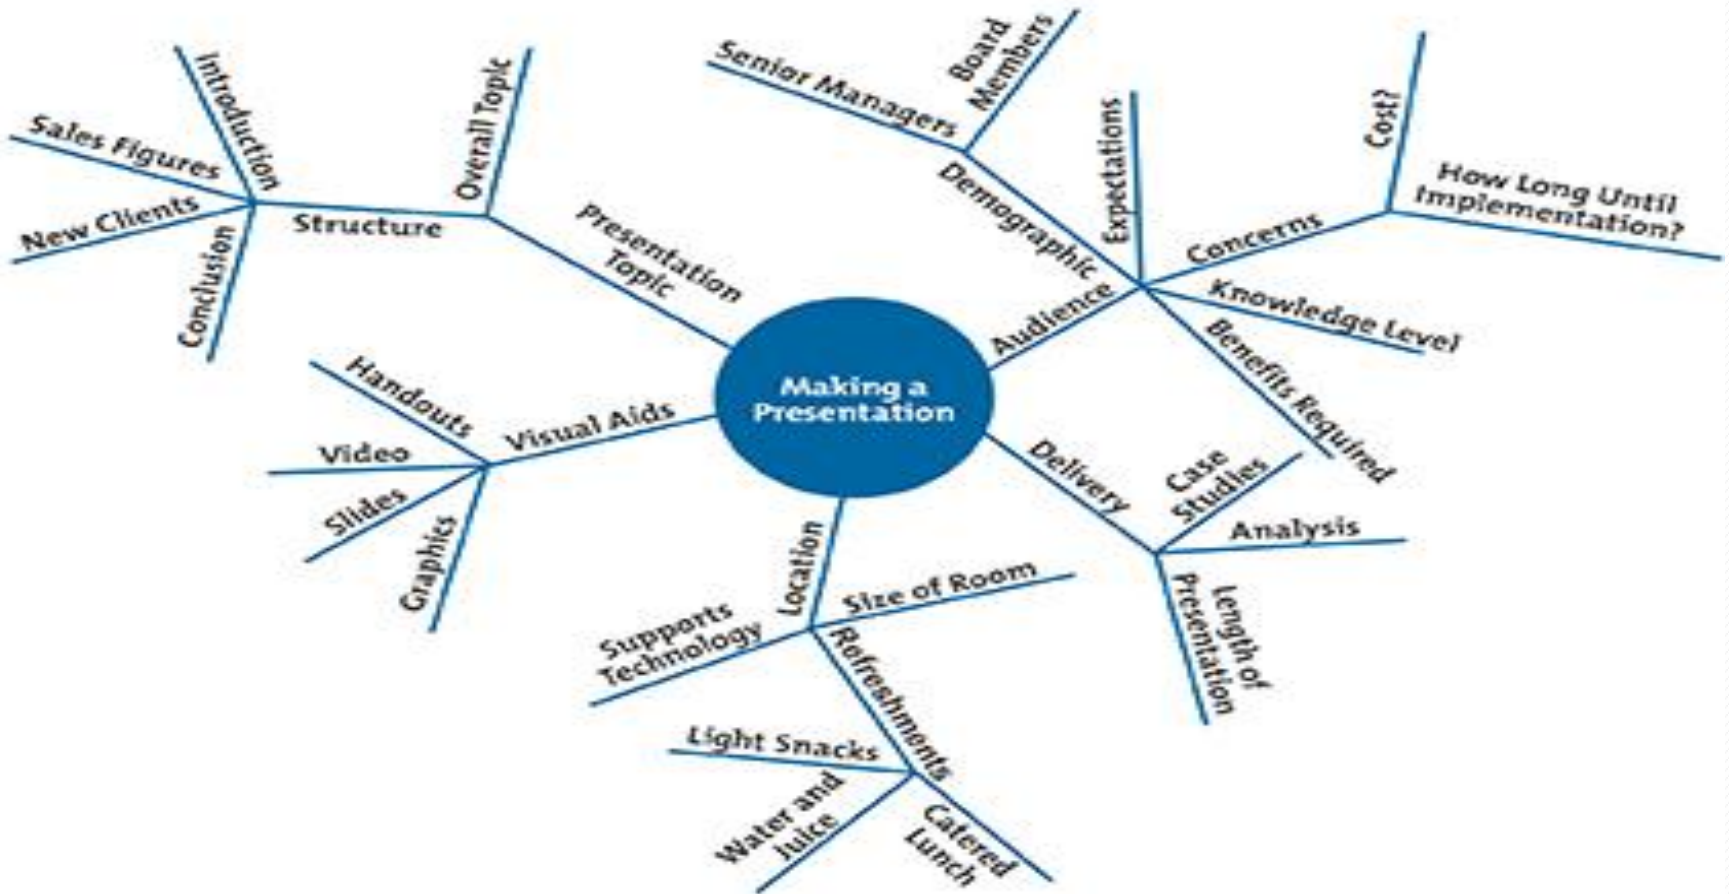 Introduction
Sales Figures
New Clients
Conclusion
Structure
Overall Topic
Presentation
Topic
Senior Managers
Board
Members
Demographic
Expectations
Cost?
How Long Until
Implementation?
Concerns
Audience
Knowledge Level
Benefits Required
Making a
Presentation
Handouts
Video
Slides
Graphics
Visual Aids
Delivery
Case
Studies
Analysis
Length of
Presentation
Location
Size of Room
Supports
Technology
Refreshments
Light Snacks
Water and
Juice
Catered
Lunch